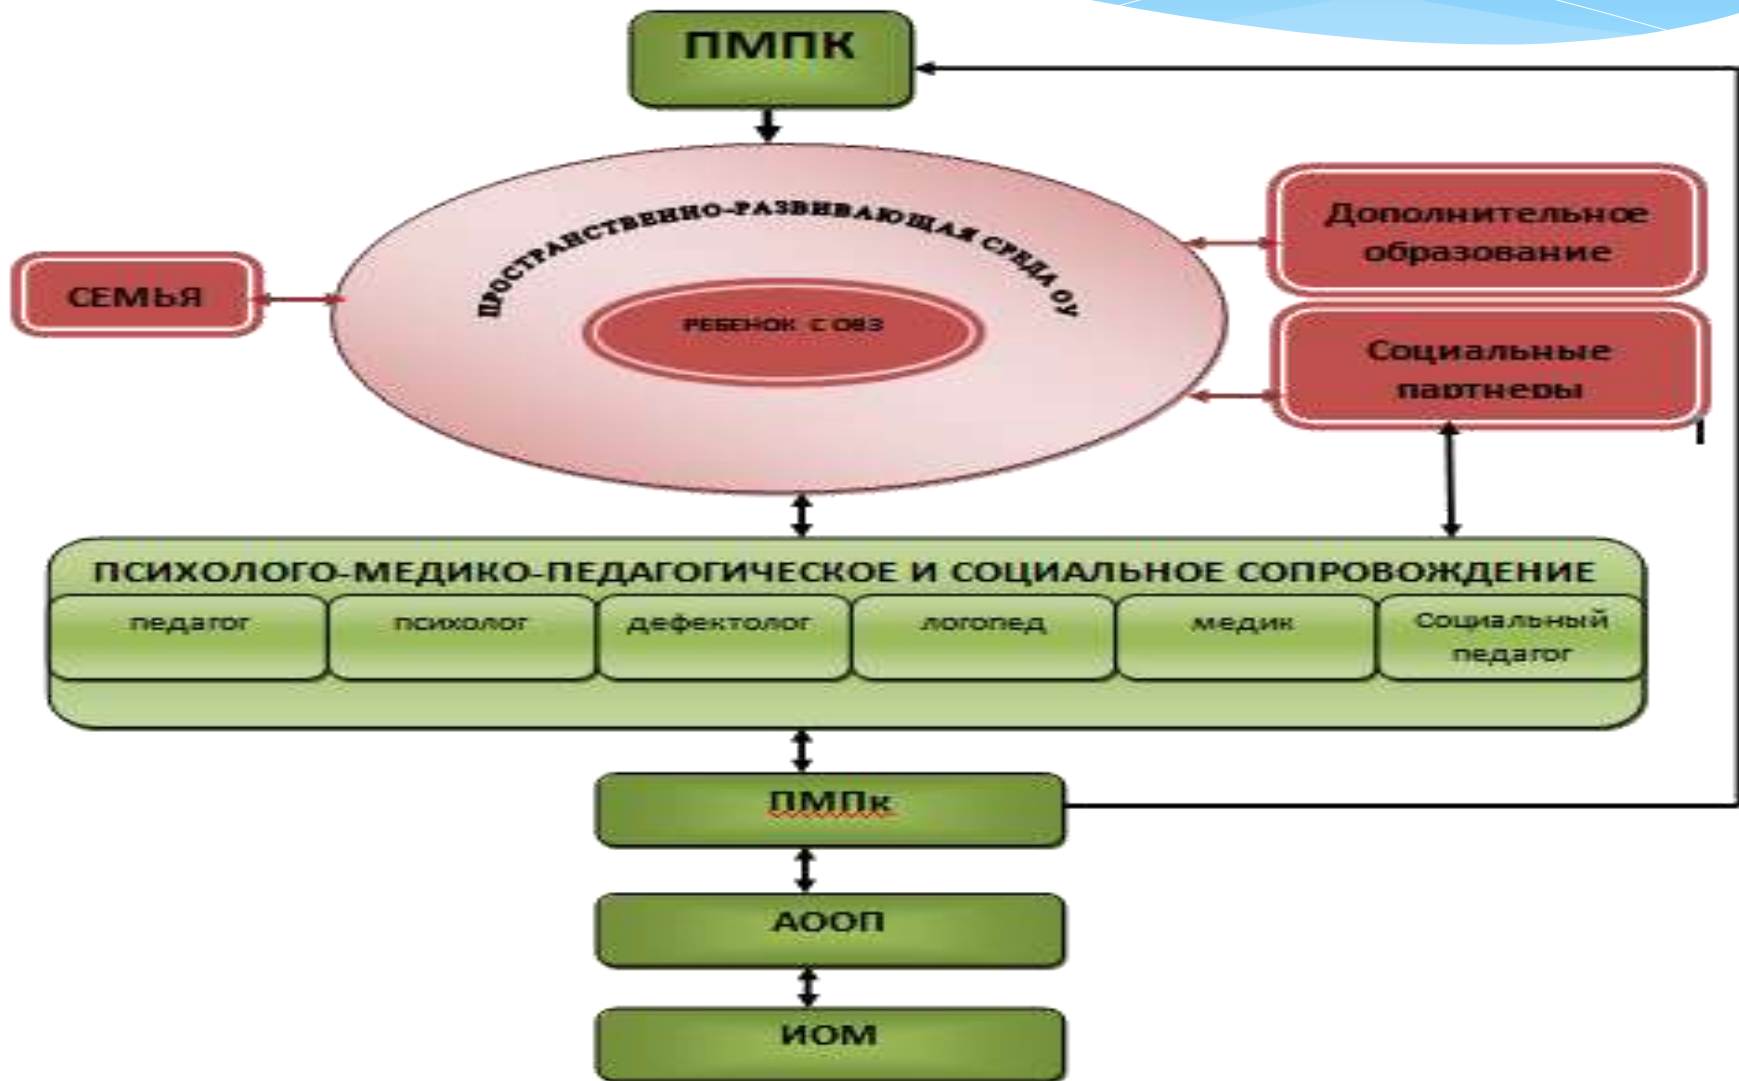 ПМПК
ПРОСТРАНСТВЕННО-РАЗВИВАЮЩАЯ СРЕДА ОУ
Дополнительное
образование
СЕМЬЯ
РЕБЕНОК С ОВЗ
Социальные
партнеры
ПСИХОЛОГО-МЕДИКО-ПЕДАГОГИЧЕСКОЕ И СОЦИАЛЬНОЕ СОПРОВОЖДЕНИЕ
педагог
психолог
дефектолог
логопед
медик
Социальный
педагог
ПМПк
АООП
ИОМ